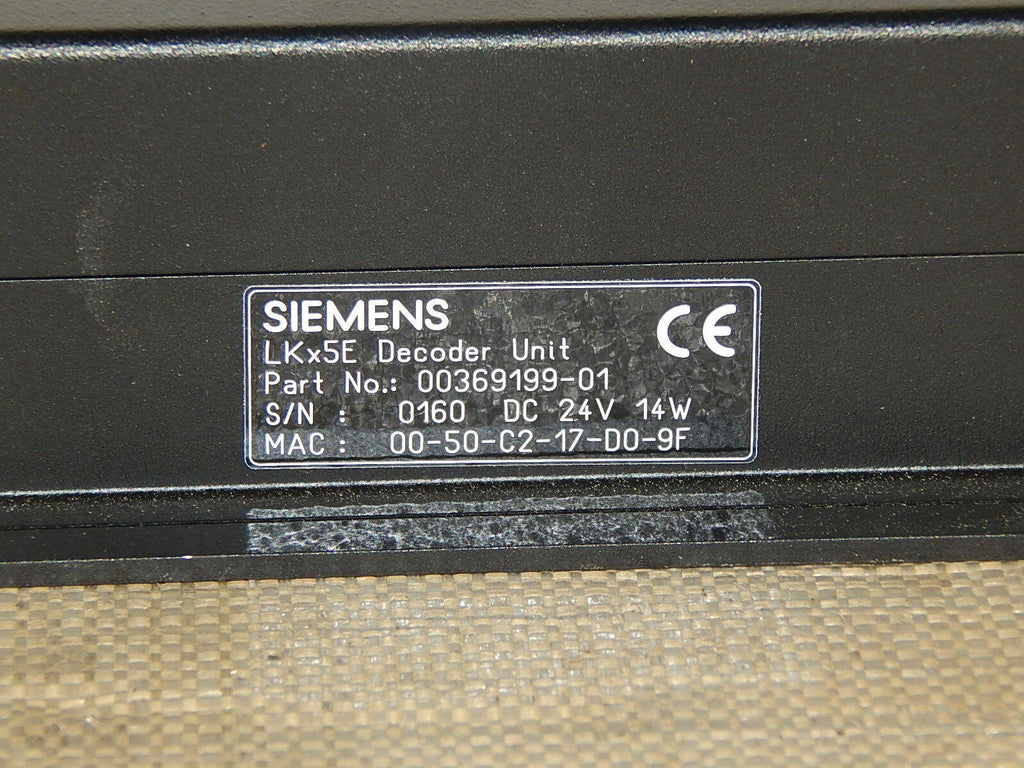 SIEMENS CE
LKx5E Decoder Unit
Part No.: 00369199-01
S/N : 0160 DC 24V 14W
MAC : 00-50-C2-17-D0-9F